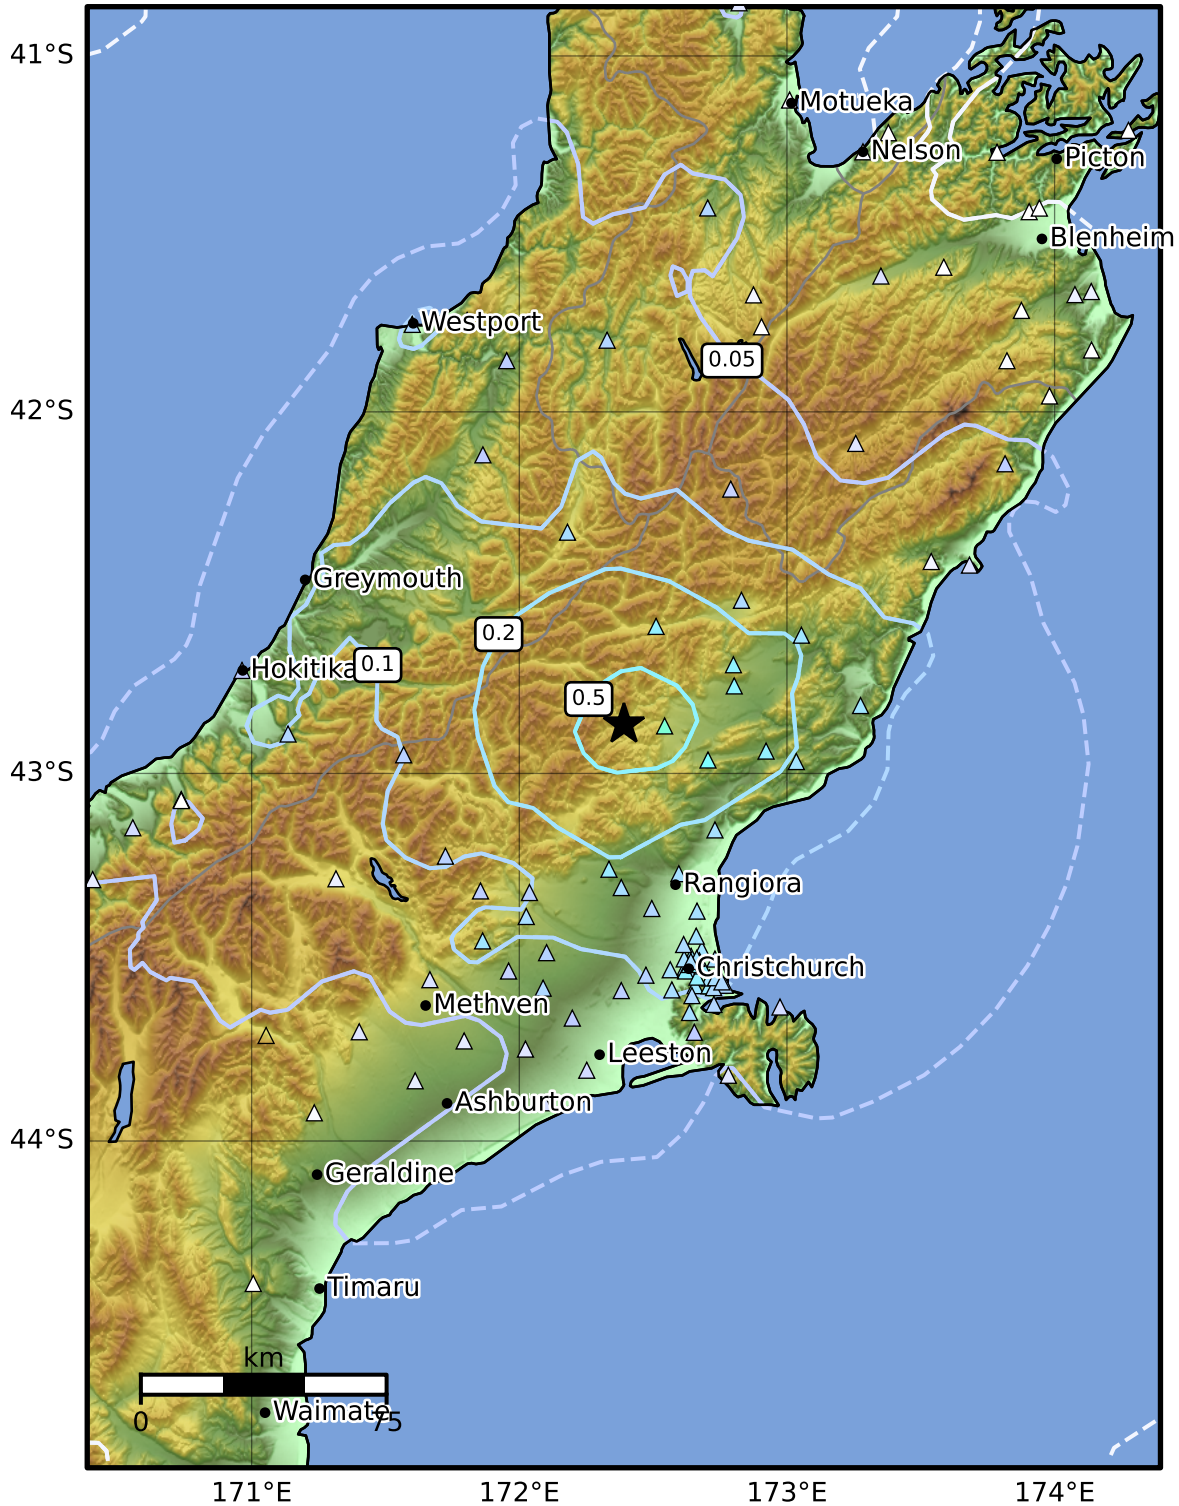 41°S
Motueka
Nelson
Picton
Blenheim
Westport
0.05
42°S
Greymouth
0.2
Hokitika
0.1
0.5
43°S
Rangiora
Christchurch
Methven
Leeston
Ashburton
44°S
Geraldine
Timaru
km
0
75
Waimate
171°E
172°E
173°E
174°E